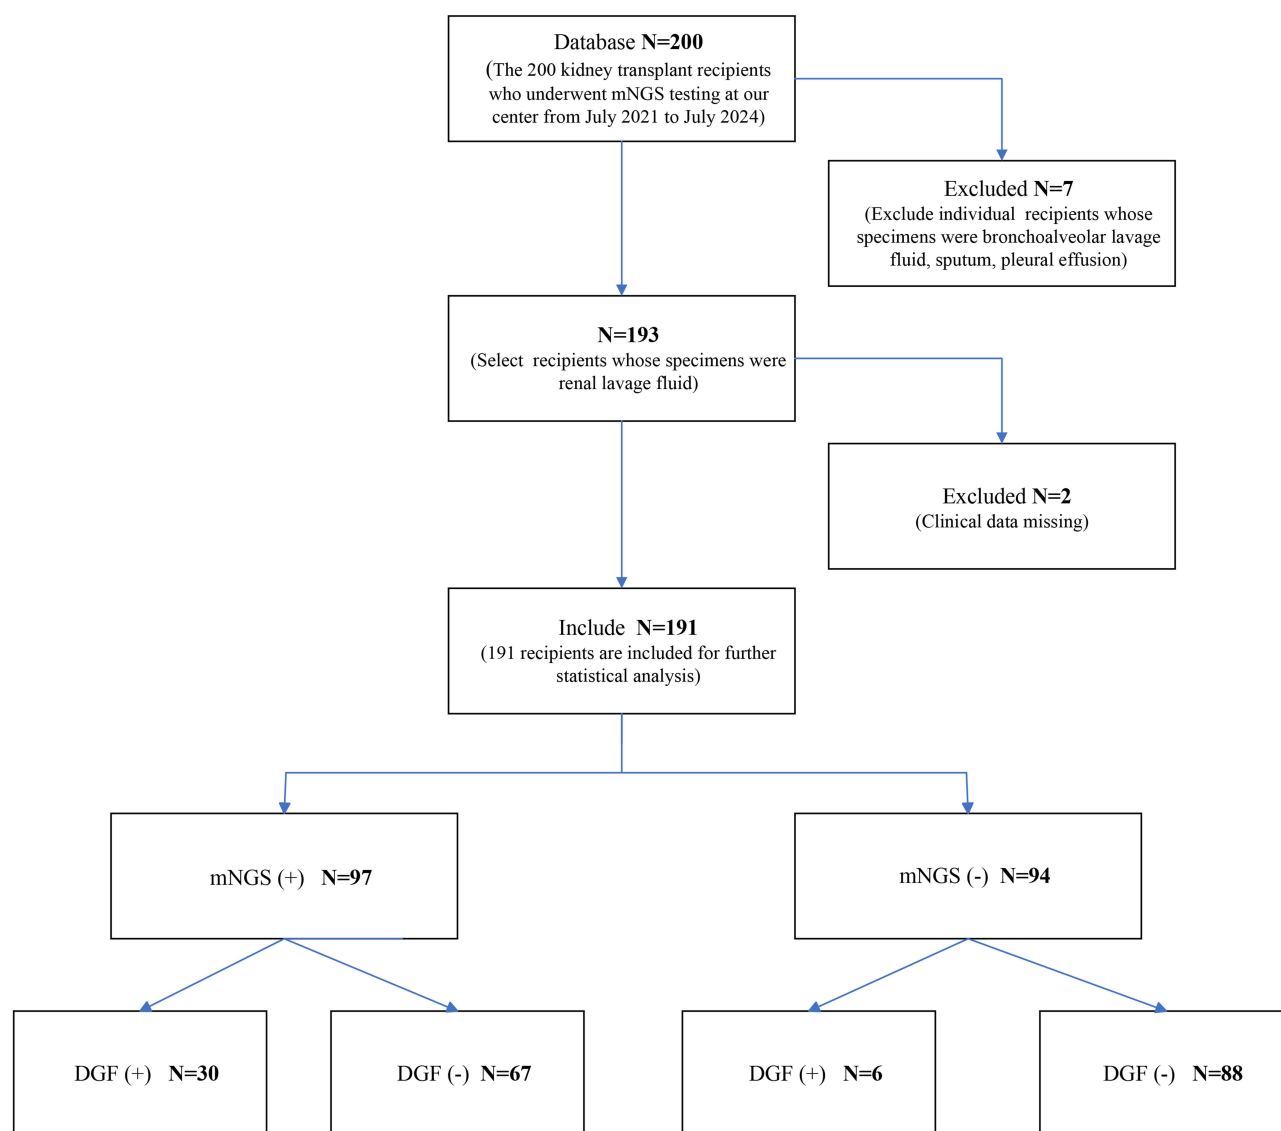 Database N=200
(The 200 kidney transplant recipients
who underwent mNGS testing at our
center from July 2021 to July 2024)
Excluded N=7
(Exclude individual recipients whose
specimens were bronchoalveolar lavage
fluid, sputum, pleural effusion)
N=193
(Select recipients whose specimens were
renal lavage fluid)
Excluded N=2
(Clinical data missing)
Include N=191
(191 recipients are included for further
statistical analysis)
mNGS (+) N=97
mNGS (-) N=94
DGF (+) N=30
DGF (-) N=67
DGF (+) N=6
DGF (-) N=88